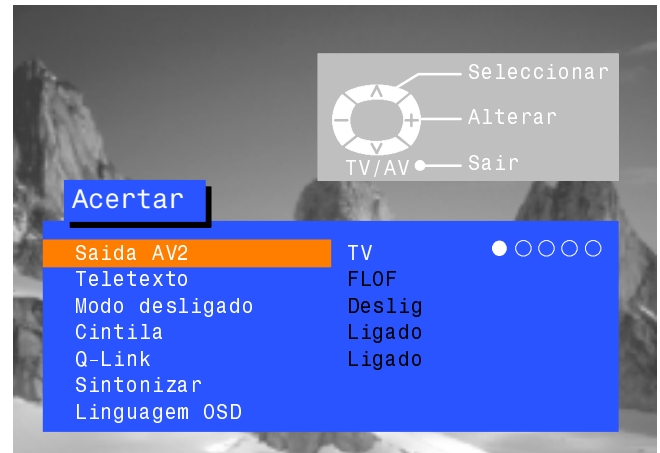 Seleccionar
Alterar
TV/AV Sair
Acertar
Saida AV2 TV
Teletexto FLOF
Modo desligado Deslig
Cintila Ligado
Q-Link Ligado
Sintonizar
Linguagem OSD